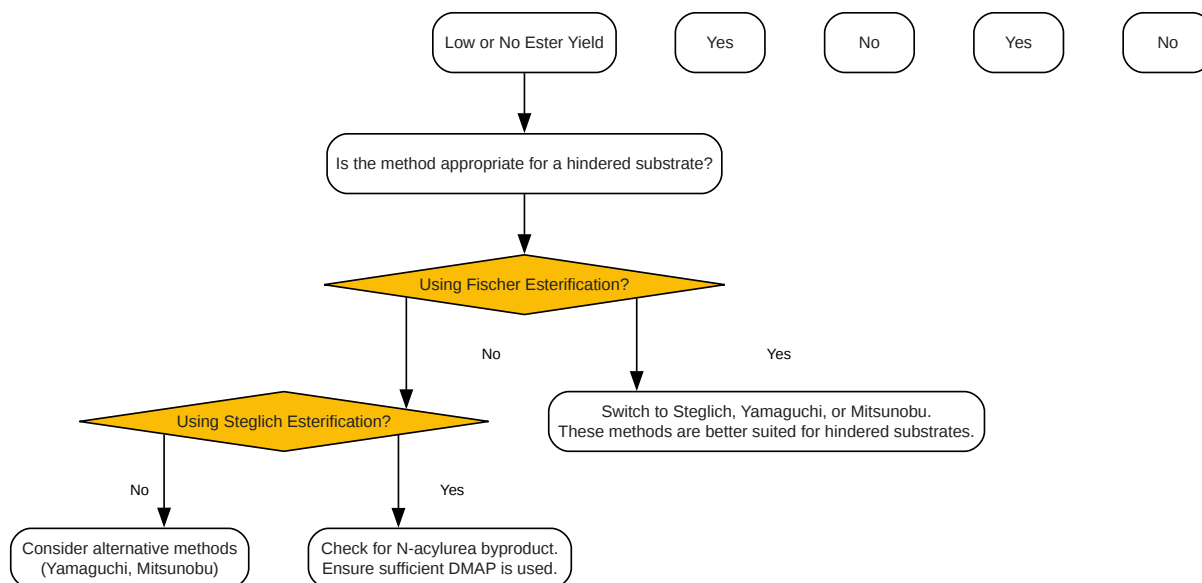 Low or No Ester Yield
Yes
No
Yes
No
Is the method appropriate for a hindered substrate?
Using Fischer Esterification?
No
Yes
Using Steglich Esterification?
Switch to Steglich, Yamaguchi, or Mitsunobu.
These methods are better suited for hindered substrates.
No
Yes
Consider alternative methods
(Yamaguchi, Mitsunobu)
Check for N-acylurea byproduct.
Ensure sufficient DMAP is used.